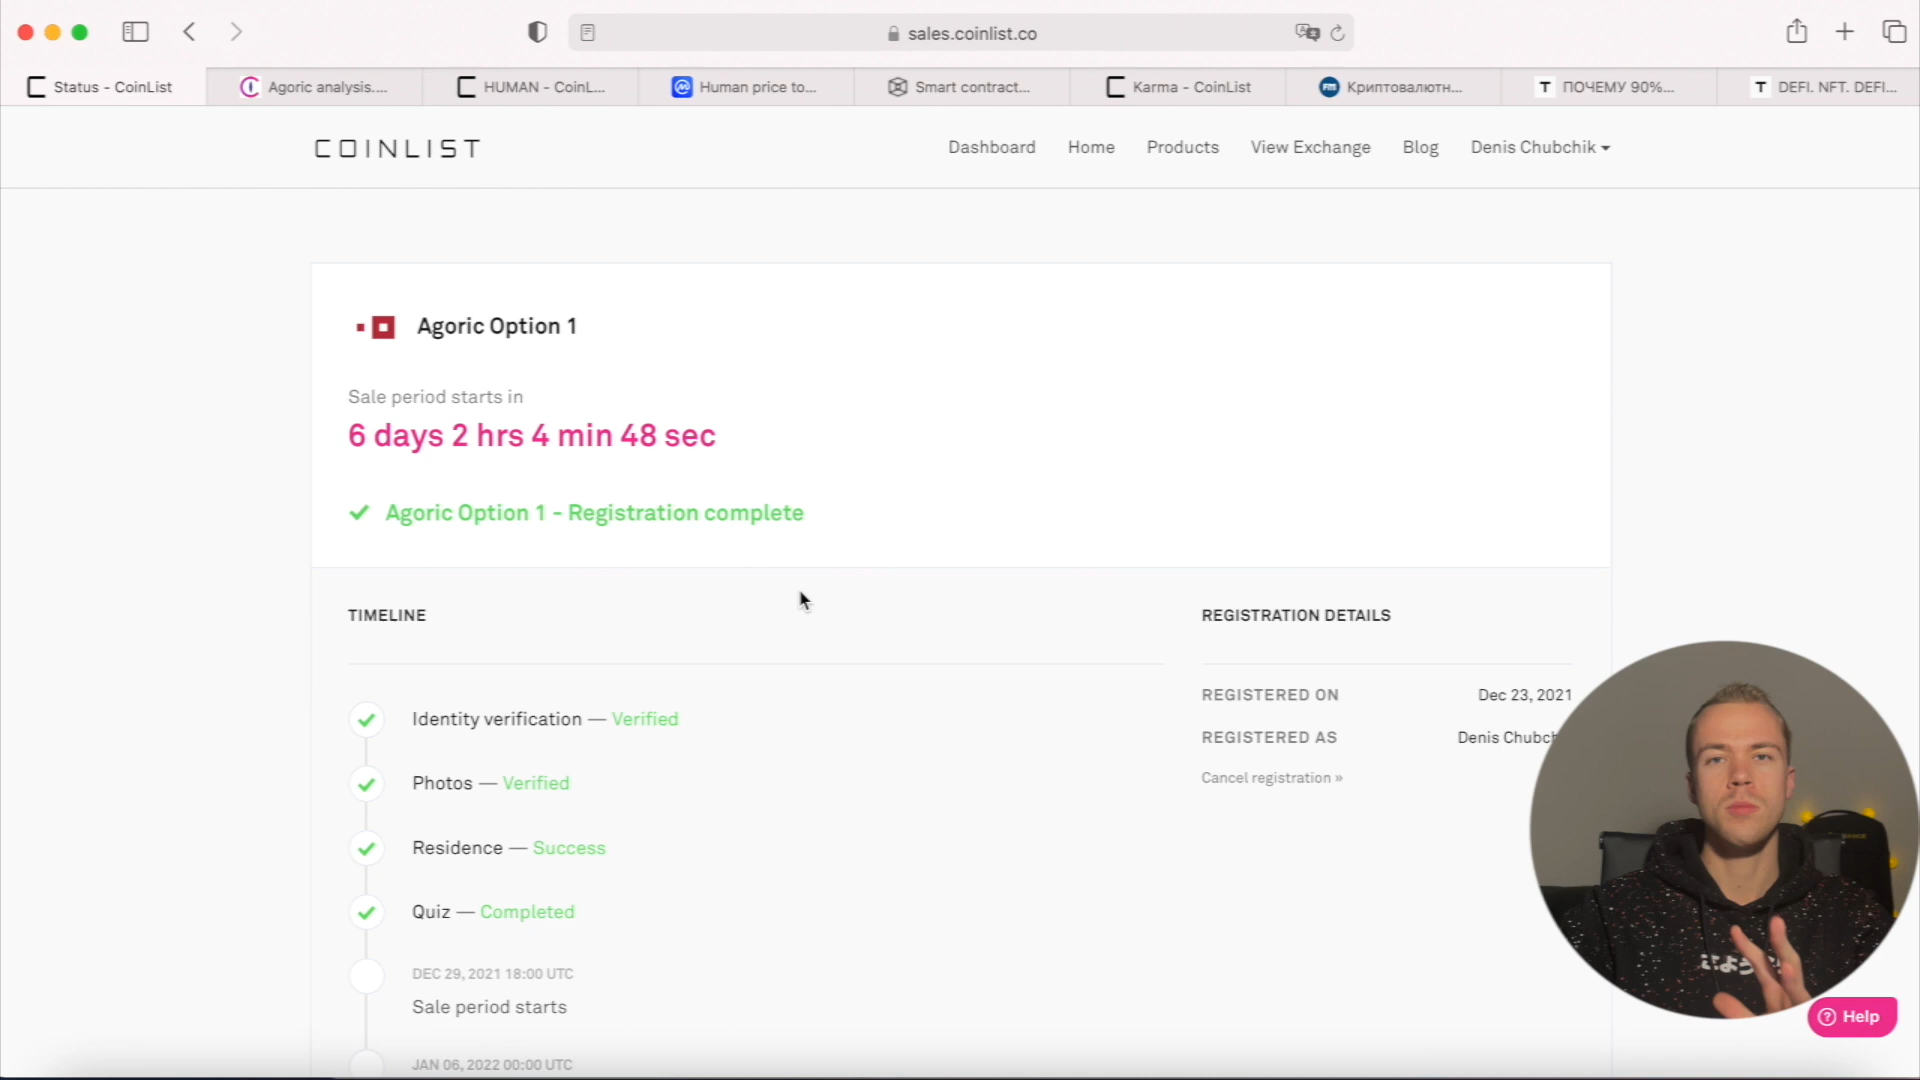 sales.coinlist.co
Status - CoinList
Agoric analysis....
HUMAN - CoinL...
Human price to...
Smart contract...
Karma - CoinList
Криптовалютн...
T ПОЧЕМУ 90%...
T DEFI. NFT. DEFI...
COINLIST
Dashboard
Home
Products
View Exchange
Blog
Denis Chubchik
Agoric Option 1
Sale period starts in
6 days 2 hrs 4 min 48 sec
Agoric Option 1 - Registration complete
TIMELINE
Identity verification — Verified
Photos — Verified
Residence — Success
Quiz — Completed
DEC 29, 2021 18:00 UTC
Sale period starts
JAN 06, 2022 00:00 UTC
REGISTRATION DETAILS
REGISTERED ON Dec 23, 2021
REGISTERED AS Denis Chubch
Cancel registration »
Help